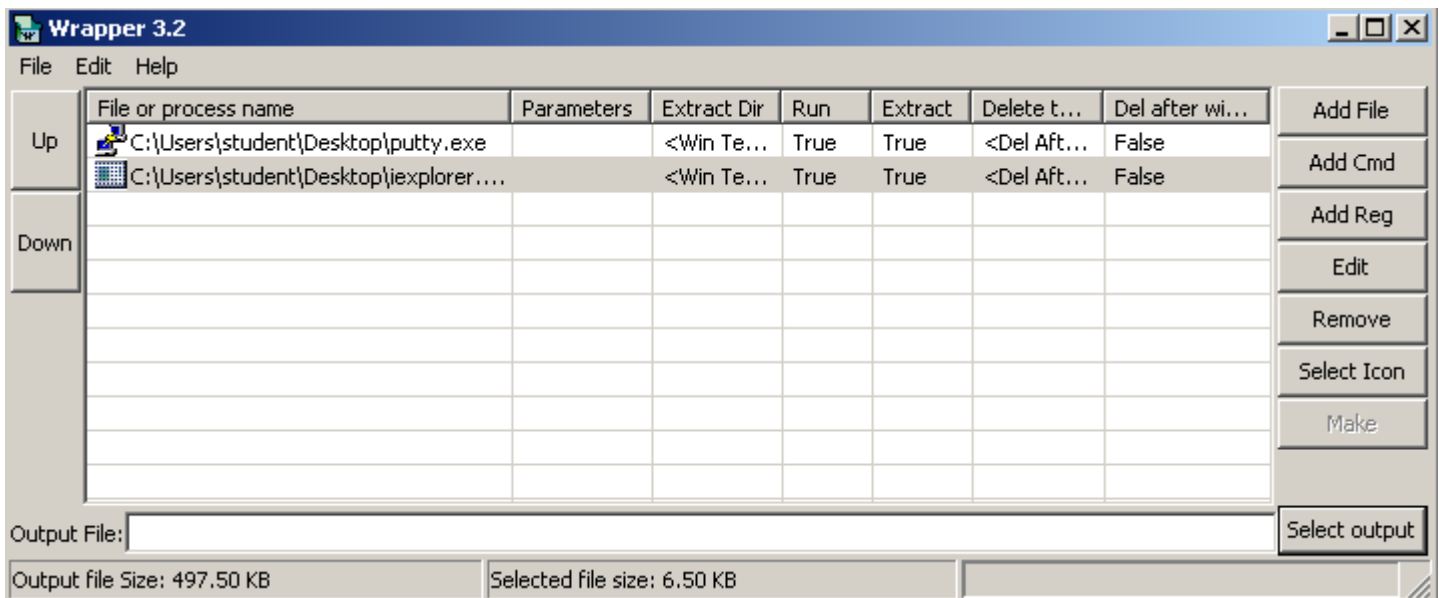 Wrapper 3.2
File Edit Help
File or process name Parameters Extract Dir Run Extract Delete t... Del after wi...
C:\Users\student\Desktop\putty.exe <Win Te... True True <Del Aft... False
C:\Users\student\Desktop\iexplorer.... <Win Te... True True <Del Aft... False
Up
Down
Add File
Add Cmd
Add Reg
Edit
Remove
Select Icon
Make
Output File: Select output
Output file Size: 497.50 KB Selected file size: 6.50 KB